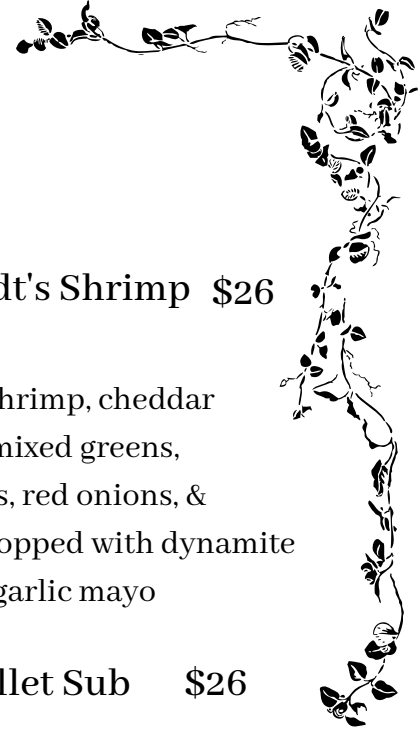 dt's Shrimp $26
hrimp, cheddar
mixed greens,
s, red onions, &
opped with dynamite
garlic mayo
llet Sub $26